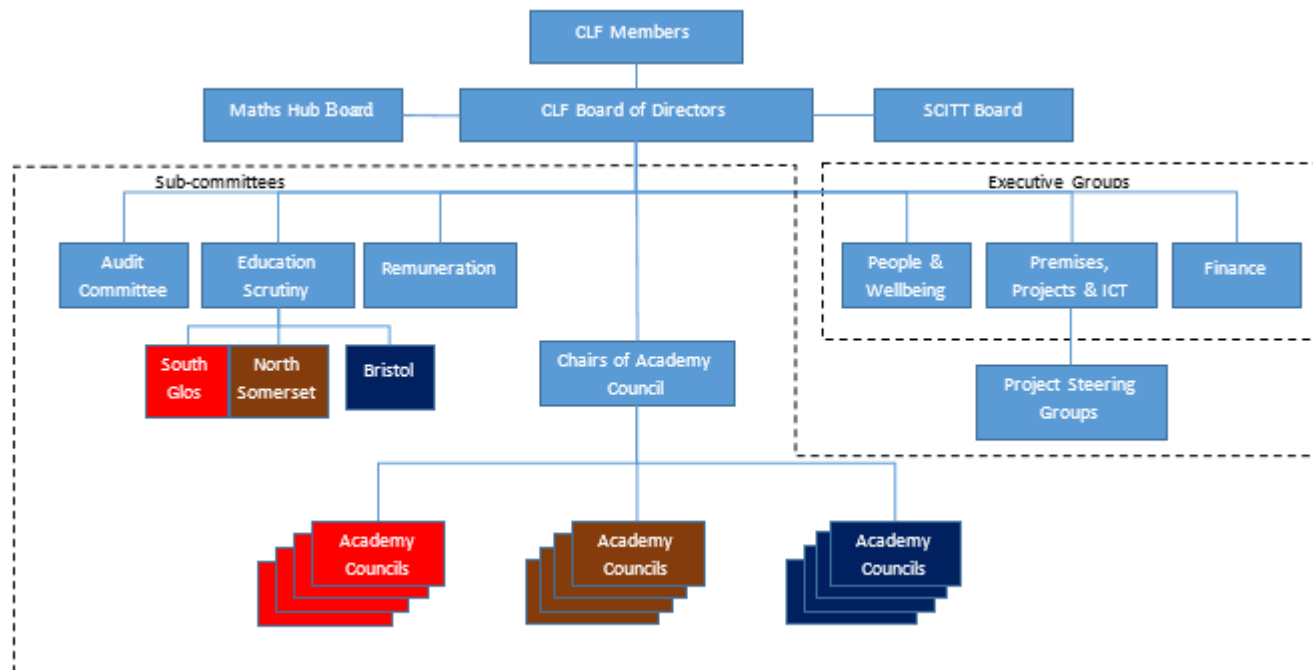 CLF Members
Maths Hub Board
CLF Board of Directors
SCITT Board
Sub-committees
Executive Groups
Audit
Committee
Education
Scrutiny
Remuneration
People &
Wellbeing
Premises,
Projects & ICT
Finance
South
Glos
North
Somerset
Bristol
Chairs of Academy
Council
Project Steering
Groups
Academy
Councils
Academy
Councils
Academy
Councils